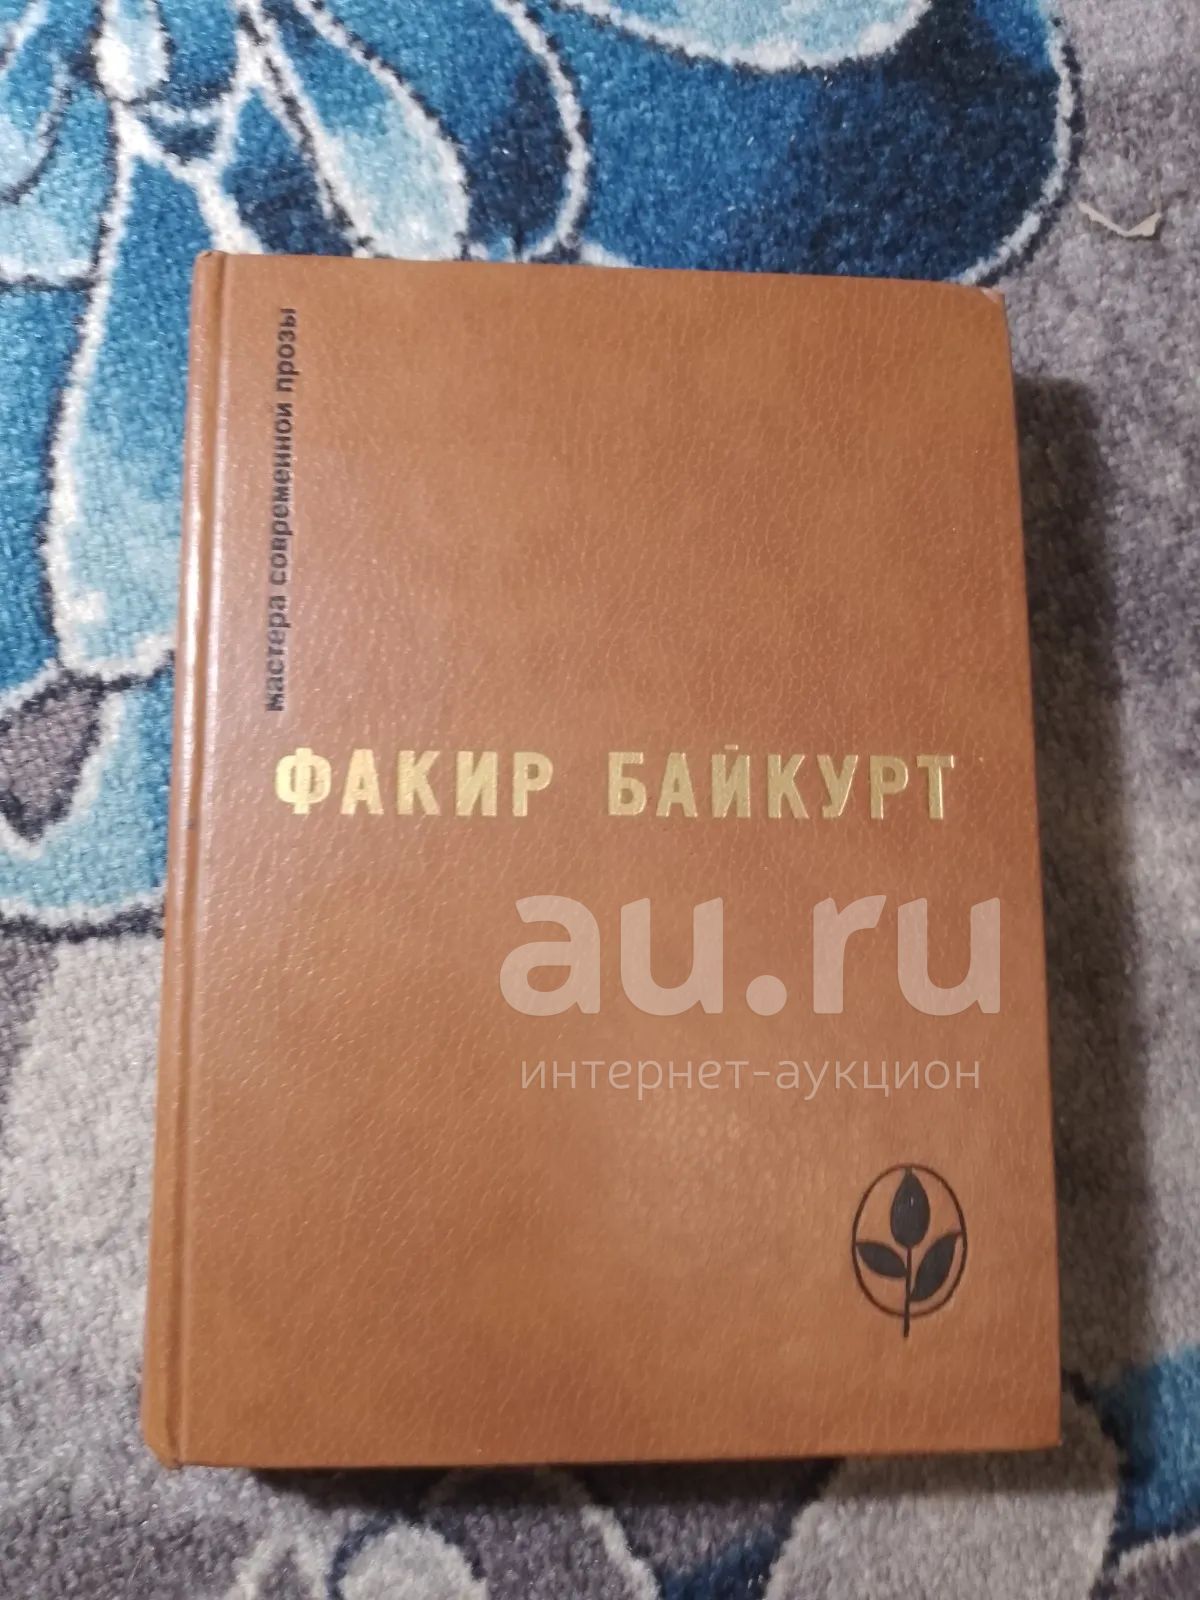 мастера современной прозы
ФАКИР БАЙКУРТ
au.ru
интернет-аукцион